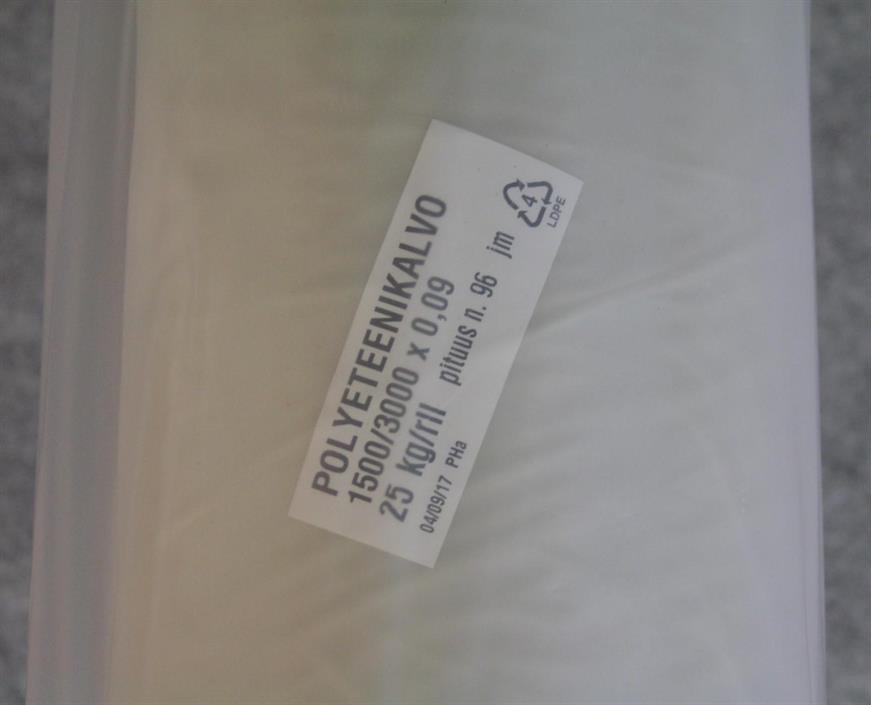 POLYETEENIKALVO
1500/3000 x 0,09
25 kg/rll pituus n. 96 jm
04/09/17 PHa
4
LDPE